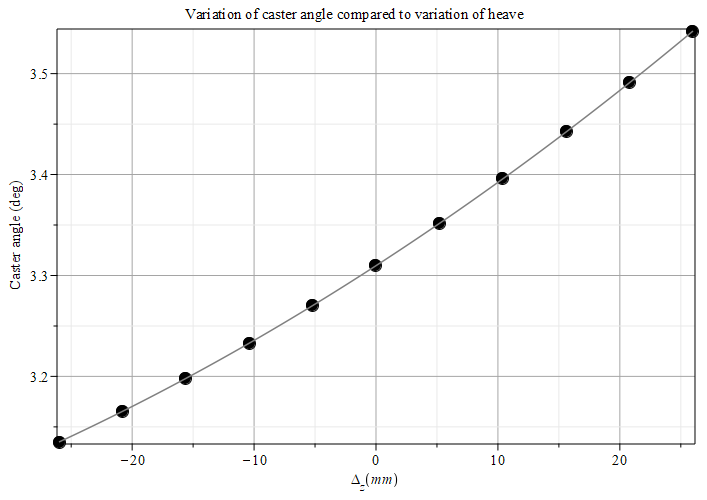 Variation of caster angle compared to variation of heave
Caster angle (deg)
3.5
3.4
3.3
3.2
−20 −10 0 10 20
Δz(mm)